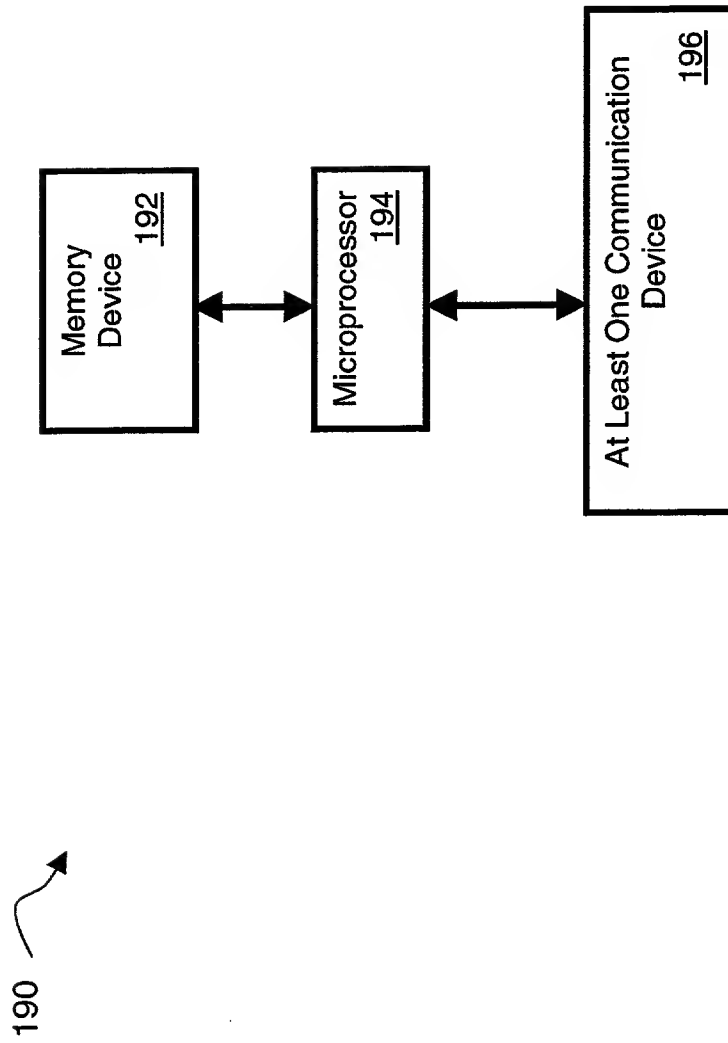 190
Memory
Device
192
Microprocessor
194
At Least One Communication
Device
196